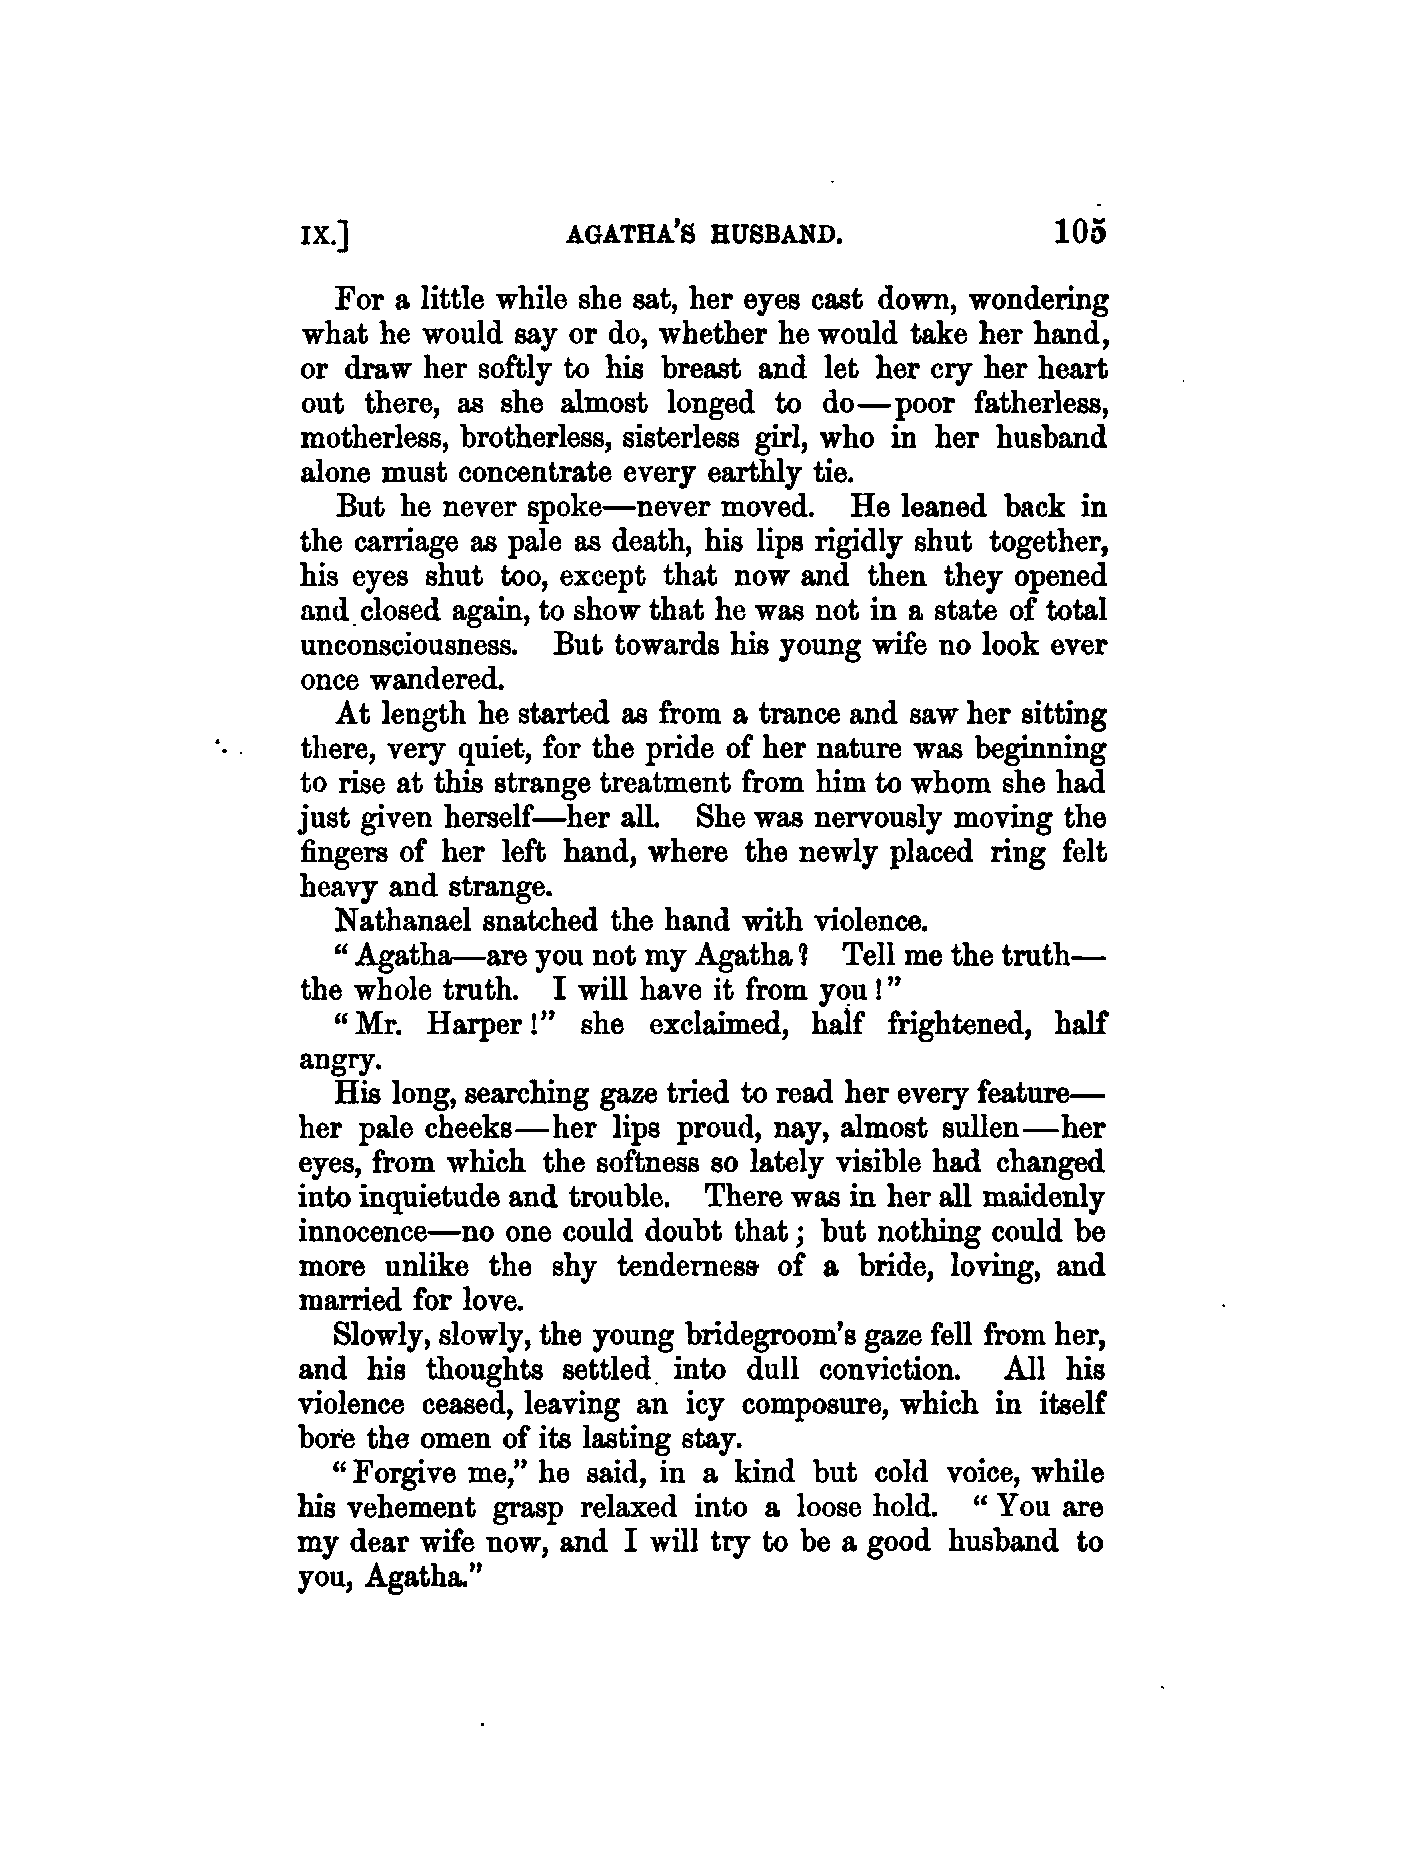 IX.] AGATHA'S HUSBAND. 105
For a little while she sat, her eyes cast down, wondering
what he would say or do, whether he would take her hand,
or draw her softly to his breast and let her cry her heart
out there, as she almost longed to do—poor fatherless,
motherless, brotherless, sisterless girl, who in her husband
alone must concentrate every earthly tie.
But he never spoke—never moved. He leaned back in
the carriage as pale as death, his lips rigidly shut together,
his eyes shut too, except that now and then they opened
and closed again, to show that he was not in a state of total
unconsciousness. But towards his young wife no look ever
once wandered.
At length he started as from a trance and saw her sitting
there, very quiet, for the pride of her nature was beginning
to rise at this strange treatment from him to whom she had
just given herself—her all. She was nervously moving the
fingers of her left hand, where the newly placed ring felt
heavy and strange.
Nathanael snatched the hand with violence.
"Agatha—are you not my Agatha? Tell me the truth—
the whole truth. I will have it from you!"
"Mr. Harper!" she exclaimed, half frightened, half
angry.
His long, searching gaze tried to read her every feature—
her pale cheeks—her lips proud, nay, almost sullen—her
eyes, from which the softness so lately visible had changed
into inquietude and trouble. There was in her all maidenly
innocence—no one could doubt that; but nothing could be
more unlike the shy tenderness of a bride, loving, and
married for love.
Slowly, slowly, the young bridegroom's gaze fell from her,
and his thoughts settled into dull conviction. All his
violence ceased, leaving an icy composure, which in itself
bore the omen of its lasting stay.
"Forgive me," he said, in a kind but cold voice, while
his vehement grasp relaxed into a loose hold. "You are
my dear wife now, and I will try to be a good husband to
you, Agatha."